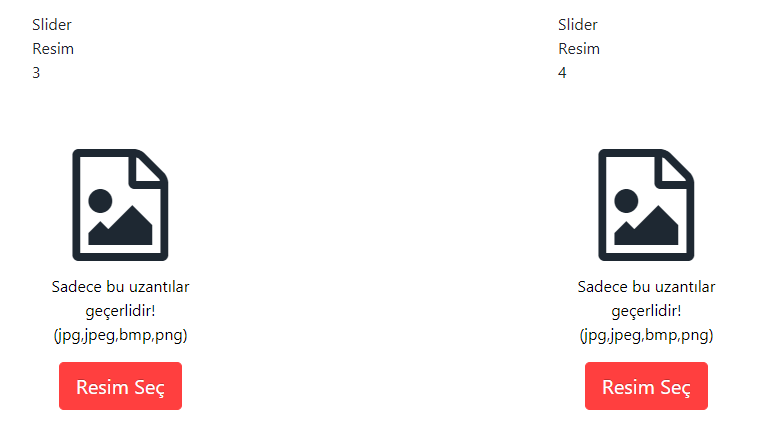 Slider
Resim
3
Sadece bu uzantılar
geçerlidir!
(jpg,jpeg,bmp,png)
Resim Seç
Slider
Resim
4
Sadece bu uzantılar
geçerlidir!
(jpg,jpeg,bmp,png)
Resim Seç